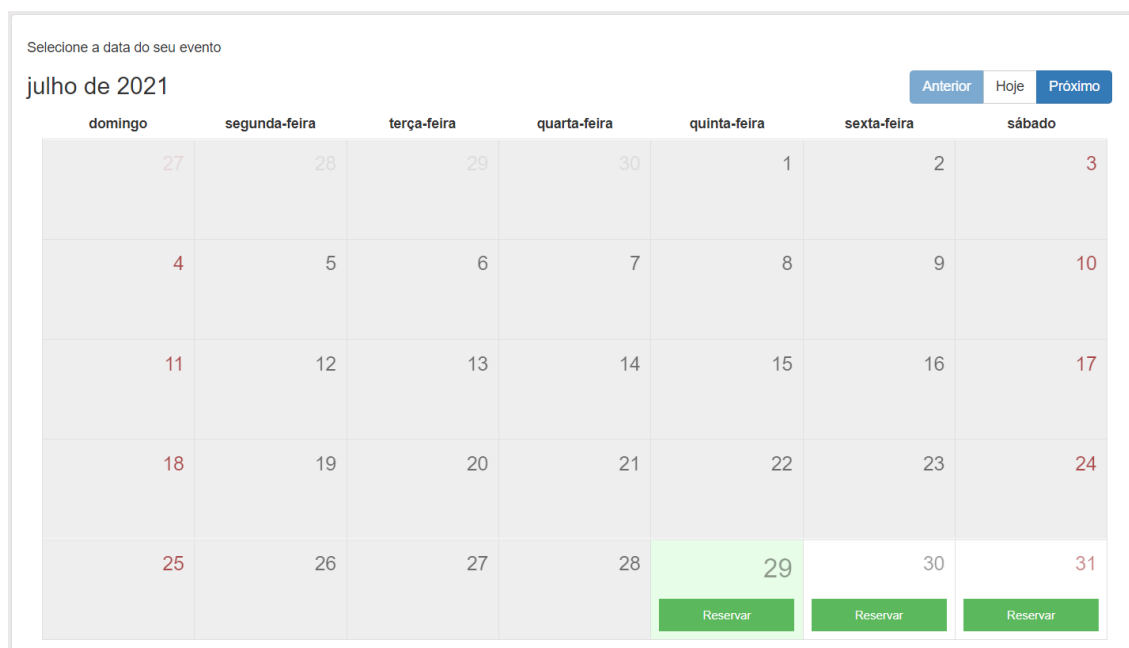 Selecione a data do seu evento
julho de 2021 Anterior Hoje Próximo
domingo segunda-feira terça-feira quarta-feira quinta-feira sexta-feira sábado
27 28 29 30 1 2 3
4 5 6 7 8 9 10
11 12 13 14 15 16 17
18 19 20 21 22 23 24
25 26 27 28 29 30 31
Reservar Reservar Reservar